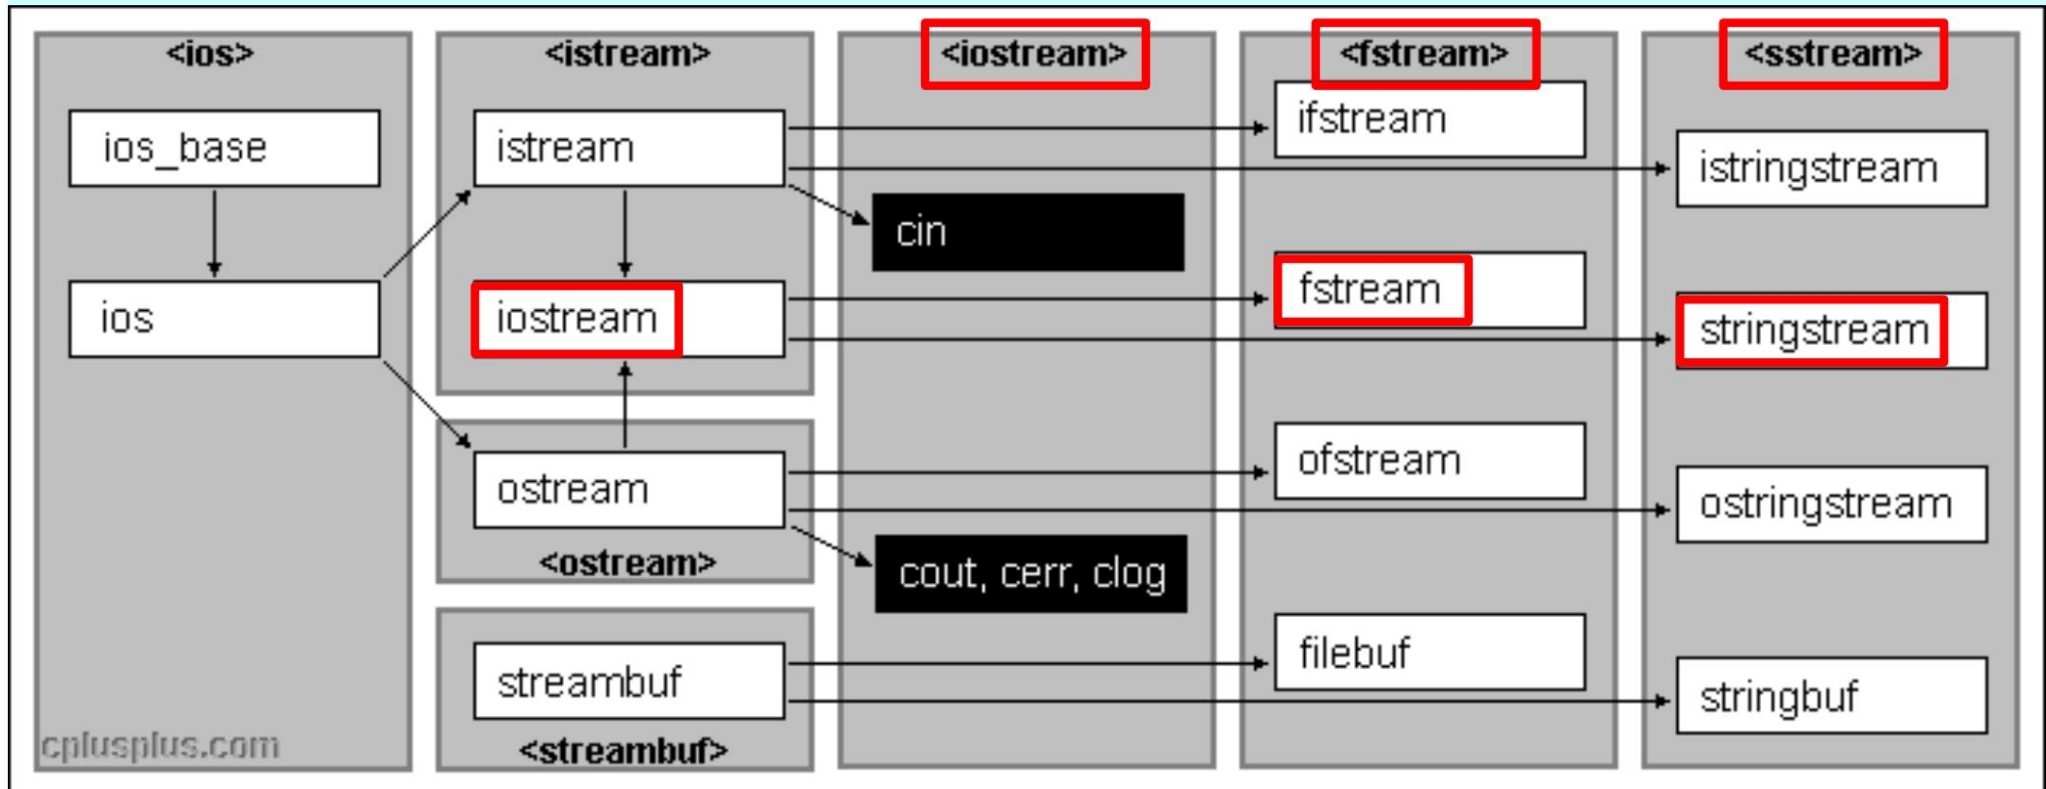 <ios>
ios_base
ios
cplusplus.com
<istream>
istream
iostream
ostream
<ostream>
streambuf
<streambuf>
<iostream>
cin
cout, cerr, clog
<fstream>
ifstream
fstream
ofstream
filebuf
<sstream>
istringstream
stringstream
ostringstream
stringbuf